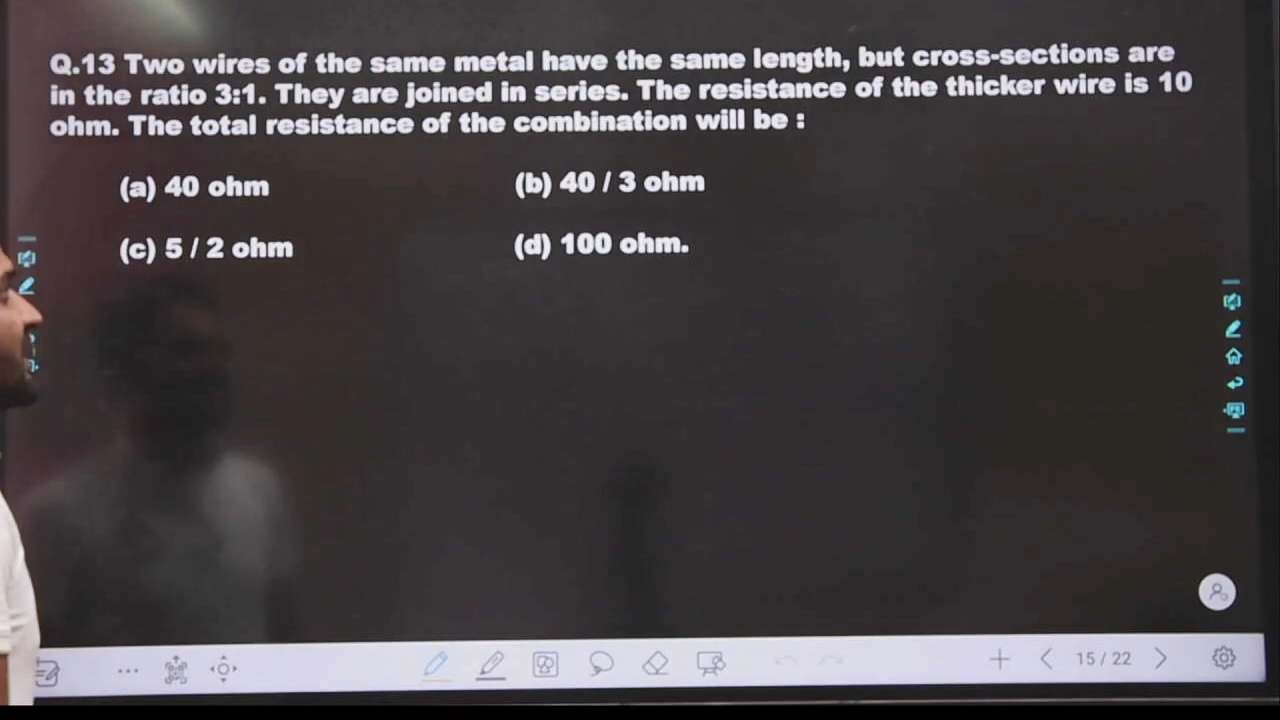 Q.13 Two wires of the same metal have the same length, but cross-sections are
in the ratio 3:1. They are joined in series. The resistance of the thicker wire is 10
ohm. The total resistance of the combination will be :
(a) 40 ohm
(b) 40 / 3 ohm
(c) 5 / 2 ohm
(d) 100 ohm.
15 / 22